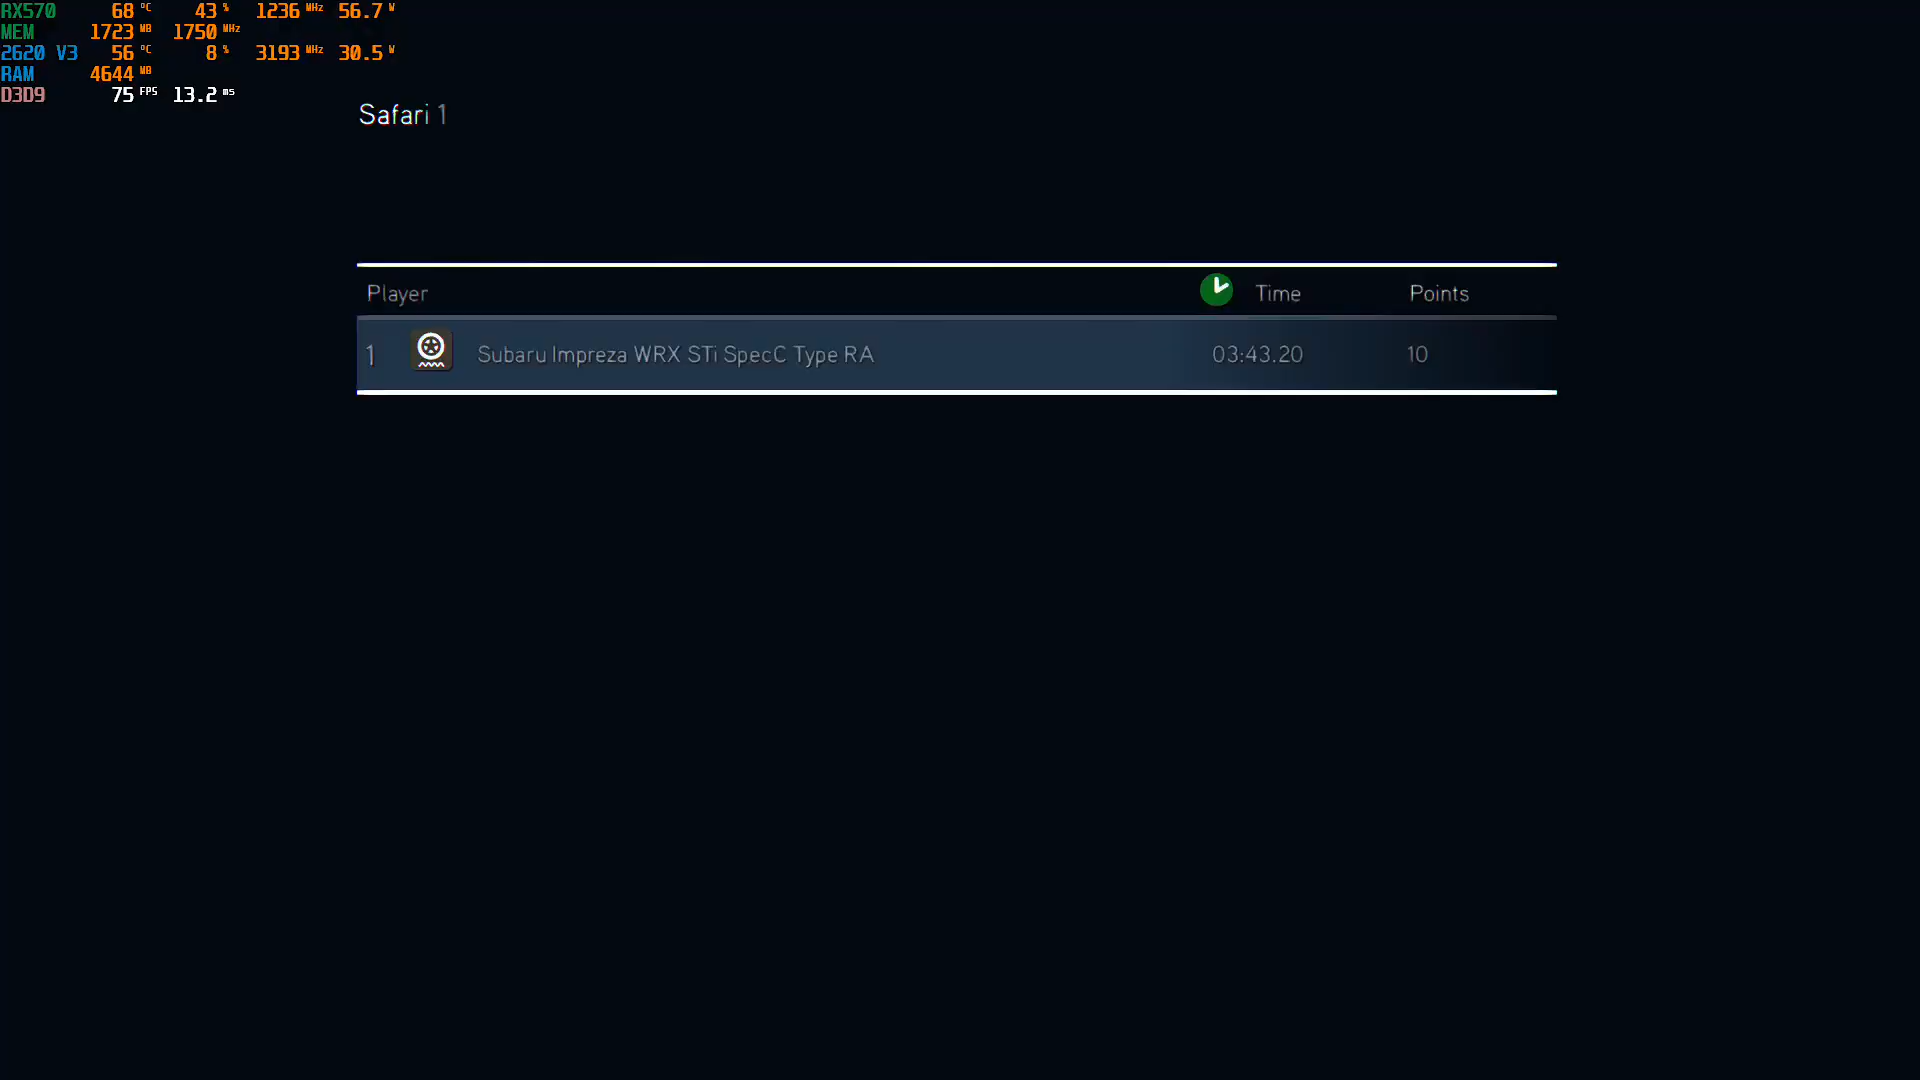 RX570 68 °C 43 % 1236 MHz 56.7 W
MEM 1723 MB 1750 MHz
2620 V3 56 °C 8 % 3193 MHz 30.5 W
RAM 4644 MB
D3D9 75 FPS 13.2 ms
Safari 1
Player Time Points
1 Subaru Impreza WRX STi SpecC Type RA 03:43.20 10